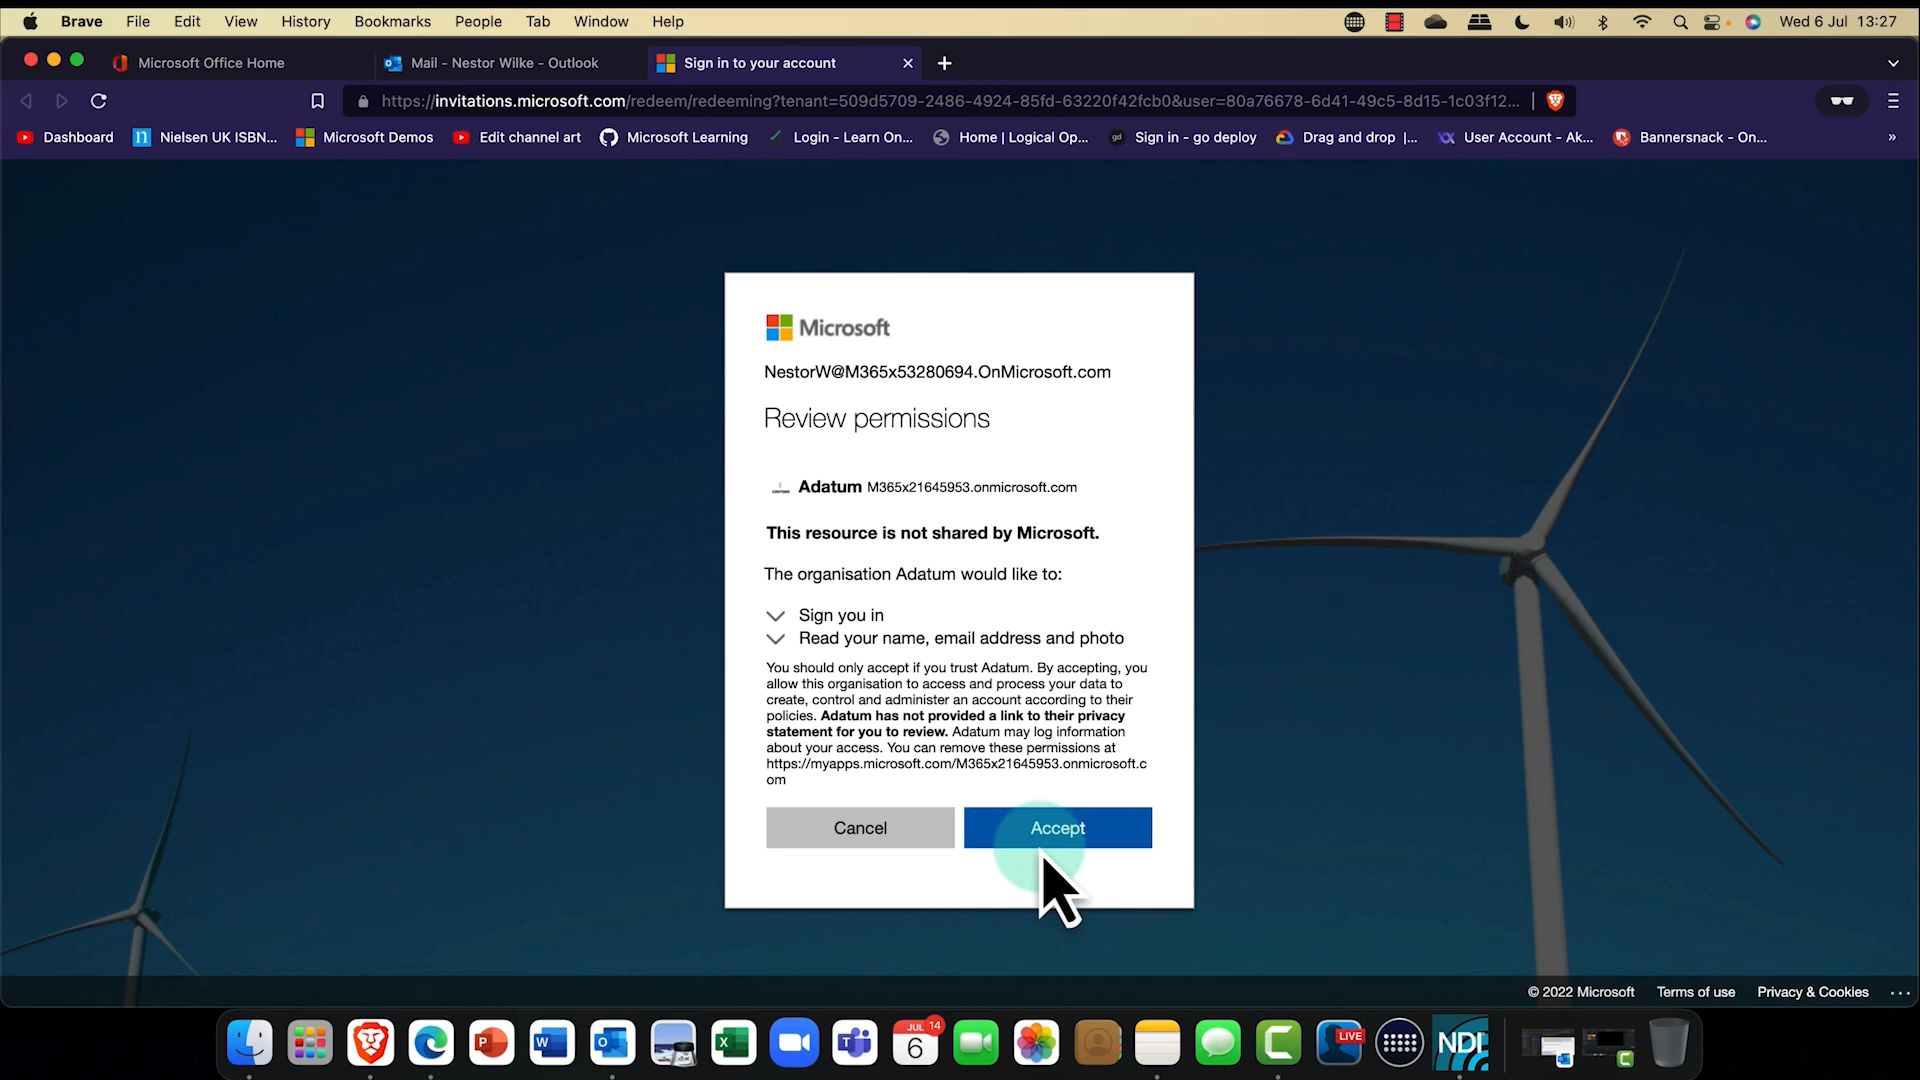 Brave File Edit View History Bookmarks People Tab Window Help Wed 6 Jul 13:27
Microsoft Office Home Mail - Nestor Wilke - Outlook Sign in to your account
https://invitations.microsoft.com/redeem/redeeming?tenant=509d5709-2486-4924-85fd-63220f42fcb0&user=80a76678-6d41-49c5-8d15-1c03f12...
Dashboard Nielsen UK ISBN... Microsoft Demos Edit channel art Microsoft Learning Login - Learn On... Home | Logical Op... Sign in - go deploy Drag and drop |... User Account - Ak... Bannersnack - On...
Microsoft
NestorW@M365x53280694.OnMicrosoft.com
Review permissions
Adatum M365x21645953.onmicrosoft.com
This resource is not shared by Microsoft.
The organisation Adatum would like to:
Sign you in
Read your name, email address and photo
You should only accept if you trust Adatum. By accepting, you
allow this organisation to access and process your data to
create, control and administer an account according to their
policies. Adatum has not provided a link to their privacy
statement for you to review. Adatum may log information
about your access. You can remove these permissions at
https://myapps.microsoft.com/M365x21645953.onmicrosoft.c
om
Cancel Accept
© 2022 Microsoft Terms of use Privacy & Cookies ...
JUL 14
6
LIVE
NDI